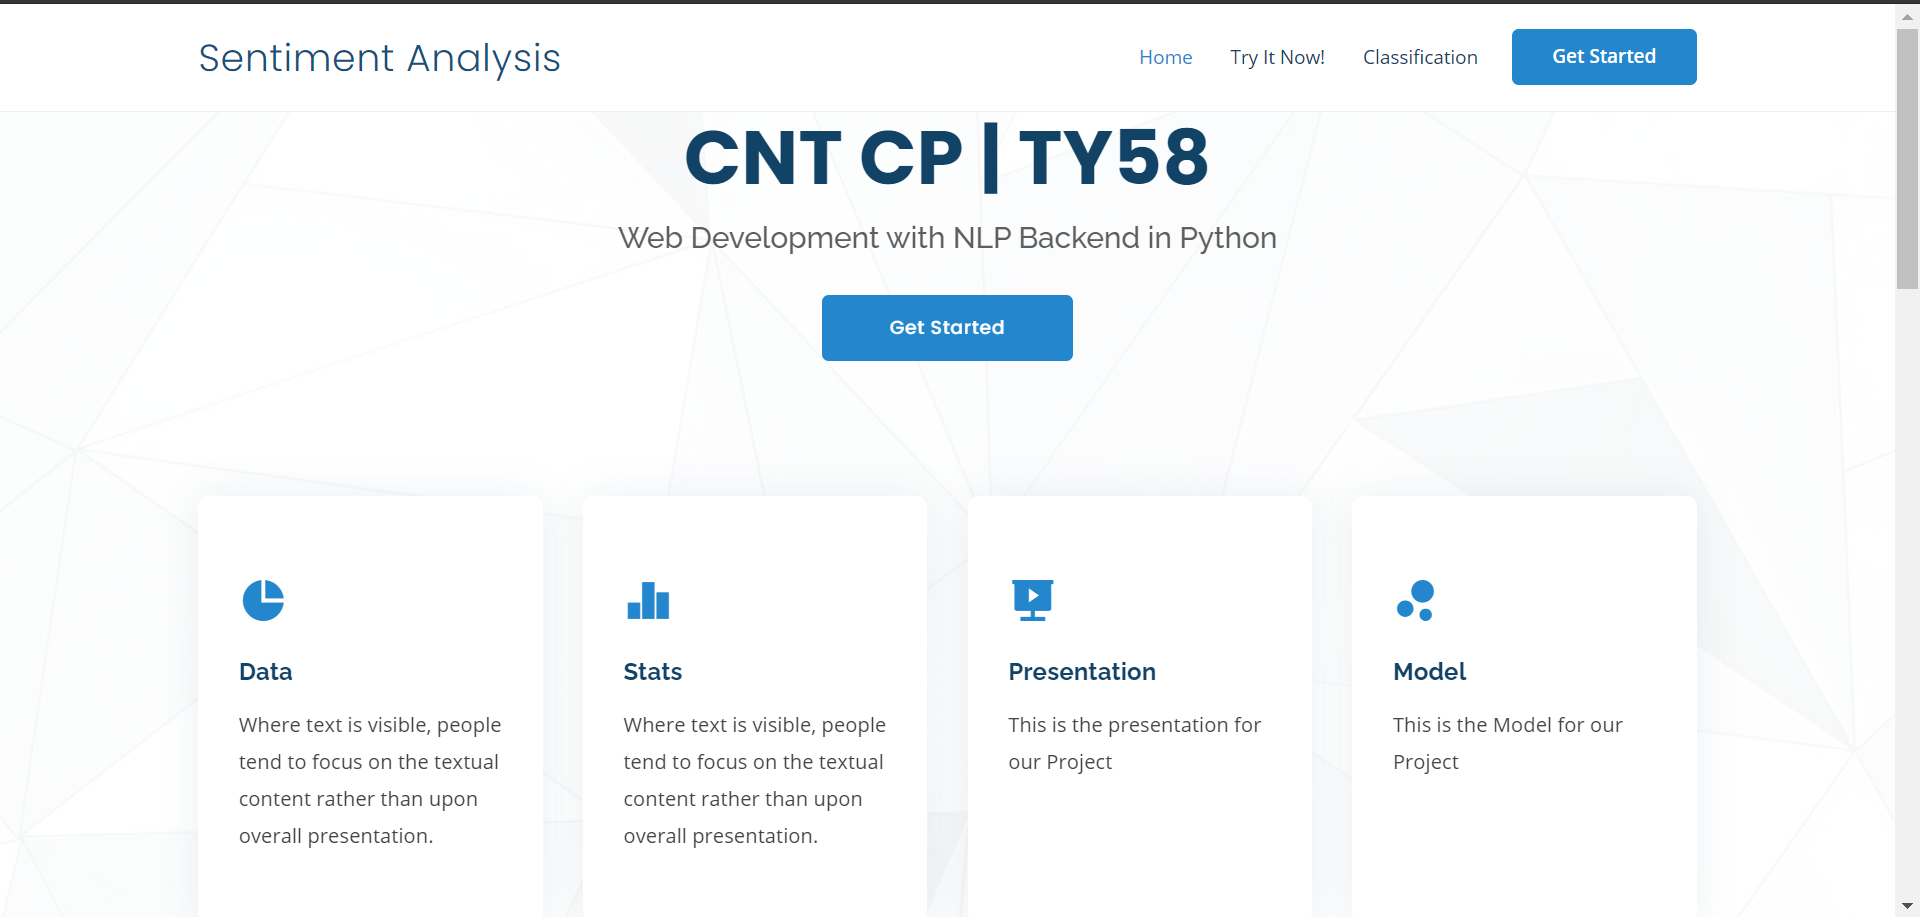 Sentiment Analysis
Home Try It Now! Classification Get Started
CNT CP | TY58
Web Development with NLP Backend in Python
Get Started
Data
Where text is visible, people
tend to focus on the textual
content rather than upon
overall presentation.
Stats
Where text is visible, people
tend to focus on the textual
content rather than upon
overall presentation.
Presentation
This is the presentation for
our Project
Model
This is the Model for our
Project